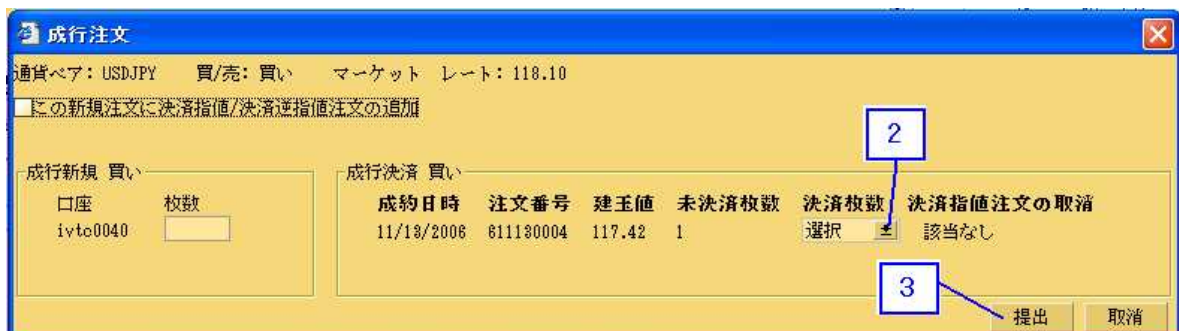 成行注文
通貨ペア: USDJPY 買/売: 買い マーケット レート: 118.10
この新規注文に決済指値/決済逆指値注文の追加
2
成行新規 買い
口座 枚数
ivtc0040
成行決済 買い
成約日時 注文番号 建玉値 未決済枚数 決済枚数 決済指値注文の取消
11/13/2006 611130004 117.42 1 選択 該当なし
3
提出 取消